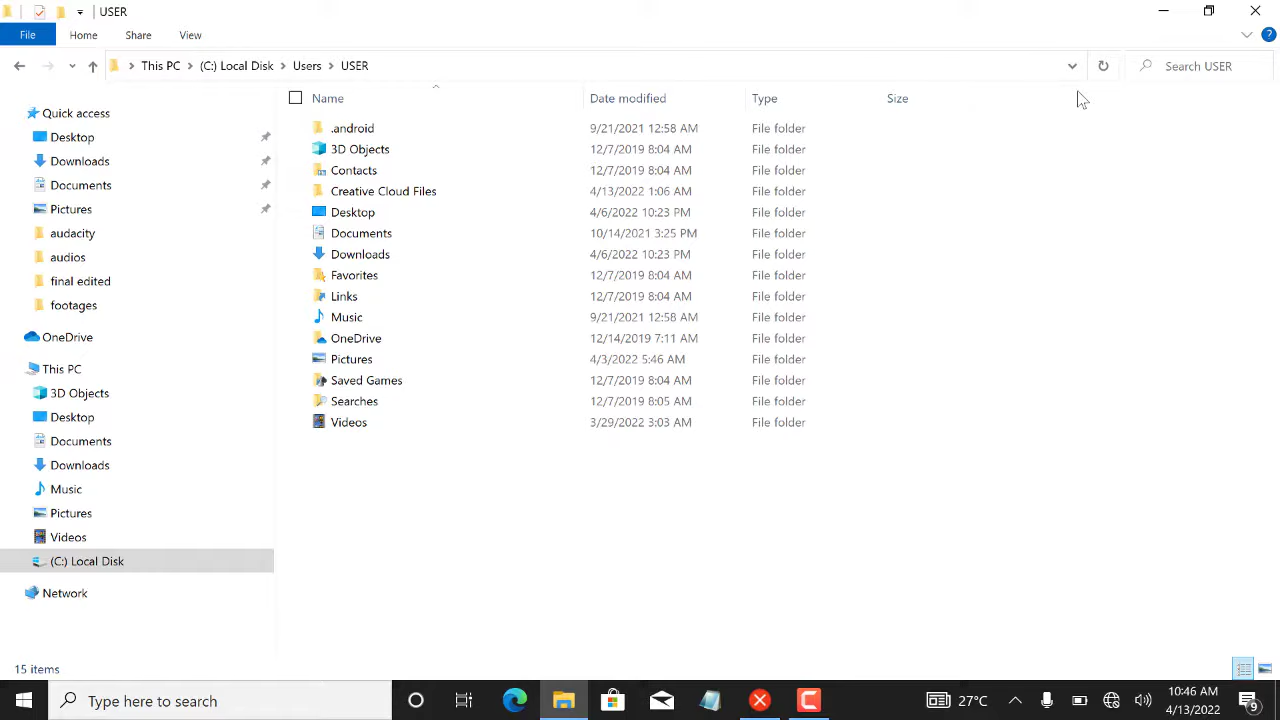 USER
File Home Share View
This PC (C:) Local Disk Users USER Search USER
Name Date modified Type Size
Quick access
Desktop
Downloads
Documents
Pictures
audacity
audios
final edited
footages
OneDrive
This PC
3D Objects
Desktop
Documents
Downloads
Music
Pictures
Videos
(C:) Local Disk
Network
.android 9/21/2021 12:58 AM File folder
3D Objects 12/7/2019 8:04 AM File folder
Contacts 12/7/2019 8:04 AM File folder
Creative Cloud Files 4/13/2022 1:06 AM File folder
Desktop 4/6/2022 10:23 PM File folder
Documents 10/14/2021 3:25 PM File folder
Downloads 4/6/2022 10:23 PM File folder
Favorites 12/7/2019 8:04 AM File folder
Links 12/7/2019 8:04 AM File folder
Music 9/21/2021 12:58 AM File folder
OneDrive 12/14/2019 7:11 AM File folder
Pictures 4/3/2022 5:46 AM File folder
Saved Games 12/7/2019 8:04 AM File folder
Searches 12/7/2019 8:05 AM File folder
Videos 3/29/2022 3:03 AM File folder
15 items
Type here to search
27°C
10:46 AM
4/13/2022
9